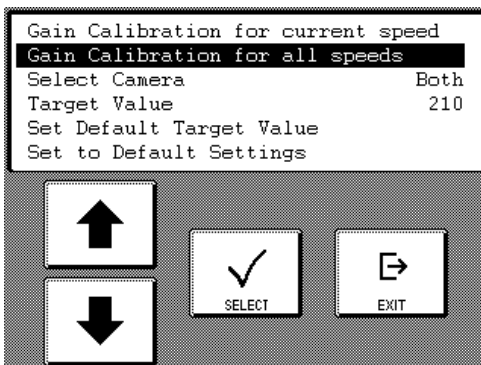 Gain Calibration for current speed
Gain Calibration for all speeds
Select Camera Both
Target Value 210
Set Default Target Value
Set to Default Settings
SELECT
EXIT